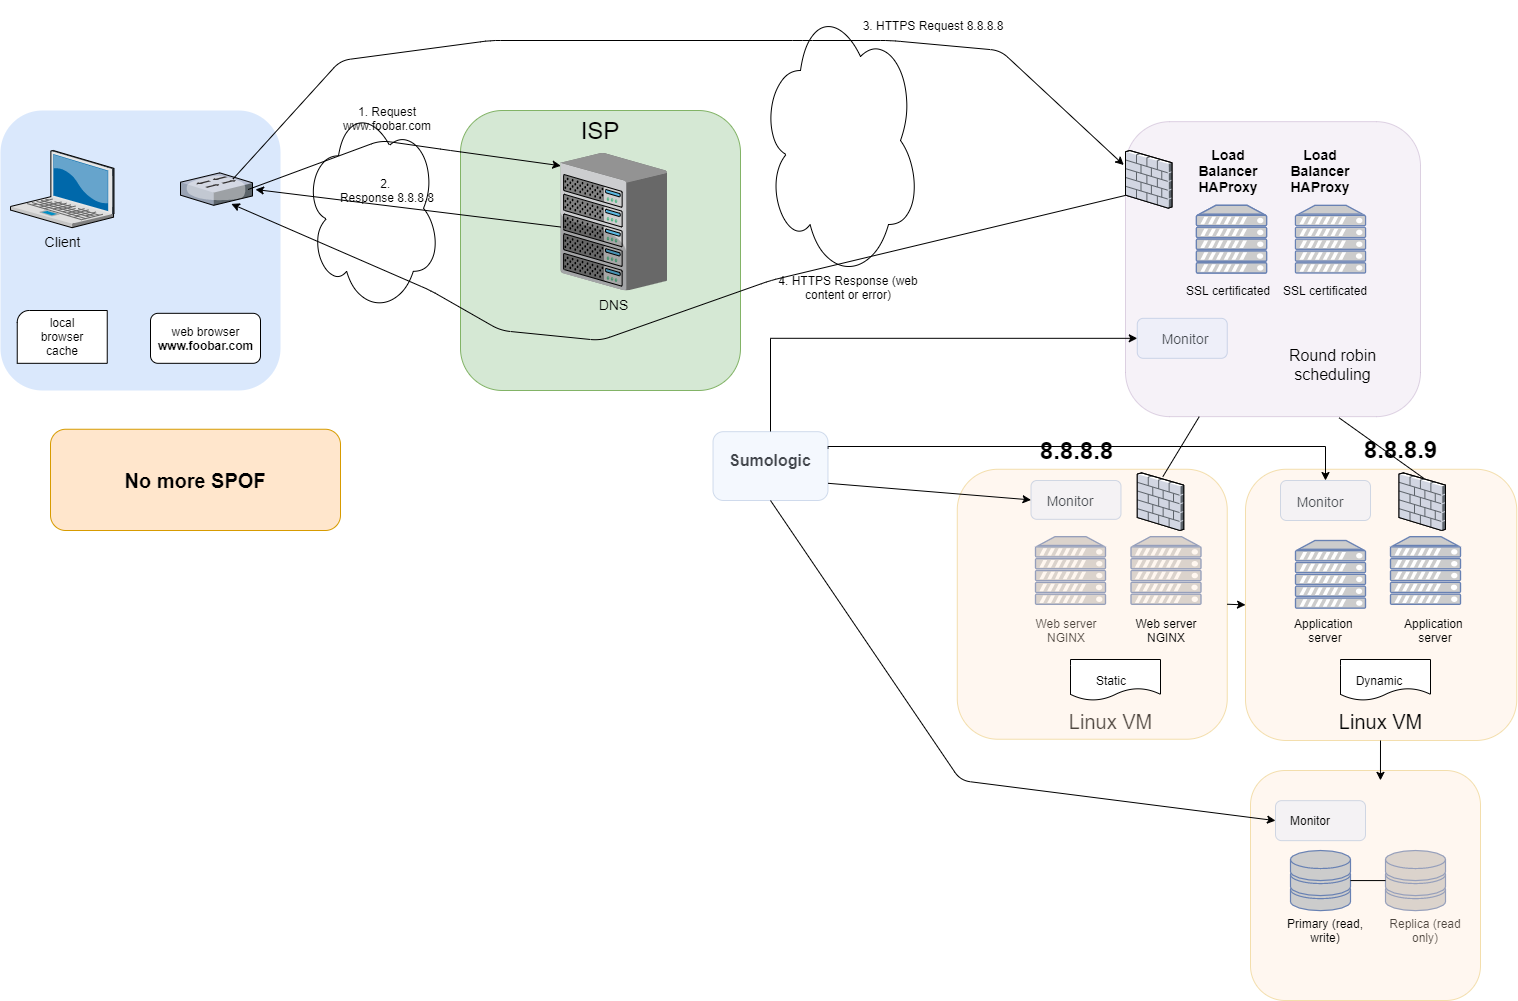 3. HTTPS Request 8.8.8.8
1. Request
www.foobar.com
ISP
2.
Response 8.8.8.8
Client
DNS
local
browser
cache
web browser
www.foobar.com
4. HTTPS Response (web
content or error)
Load
Balancer
HAProxy
Load
Balancer
HAProxy
SSL certificated
SSL certificated
Monitor
Round robin
scheduling
No more SPOF
Sumologic
8.8.8.8
8.8.8.9
Monitor
Monitor
Web server
NGINX
Web server
NGINX
Application
server
Application
server
Static
Dynamic
Linux VM
Linux VM
Monitor
Primary (read,
write)
Replica (read
only)